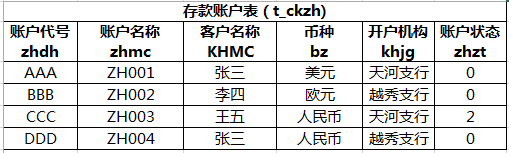 存款账户表（t_ckzh)
账户代号 账户名称 客户名称 币种 开户机构 账户状态
zhdh zhmc KHMC bz khjg zhzt
AAA ZH001 张三 美元 天河支行 0
BBB ZH002 李四 欧元 越秀支行 0
CCC ZH003 王五 人民币 天河支行 2
DDD ZH004 张三 人民币 越秀支行 0